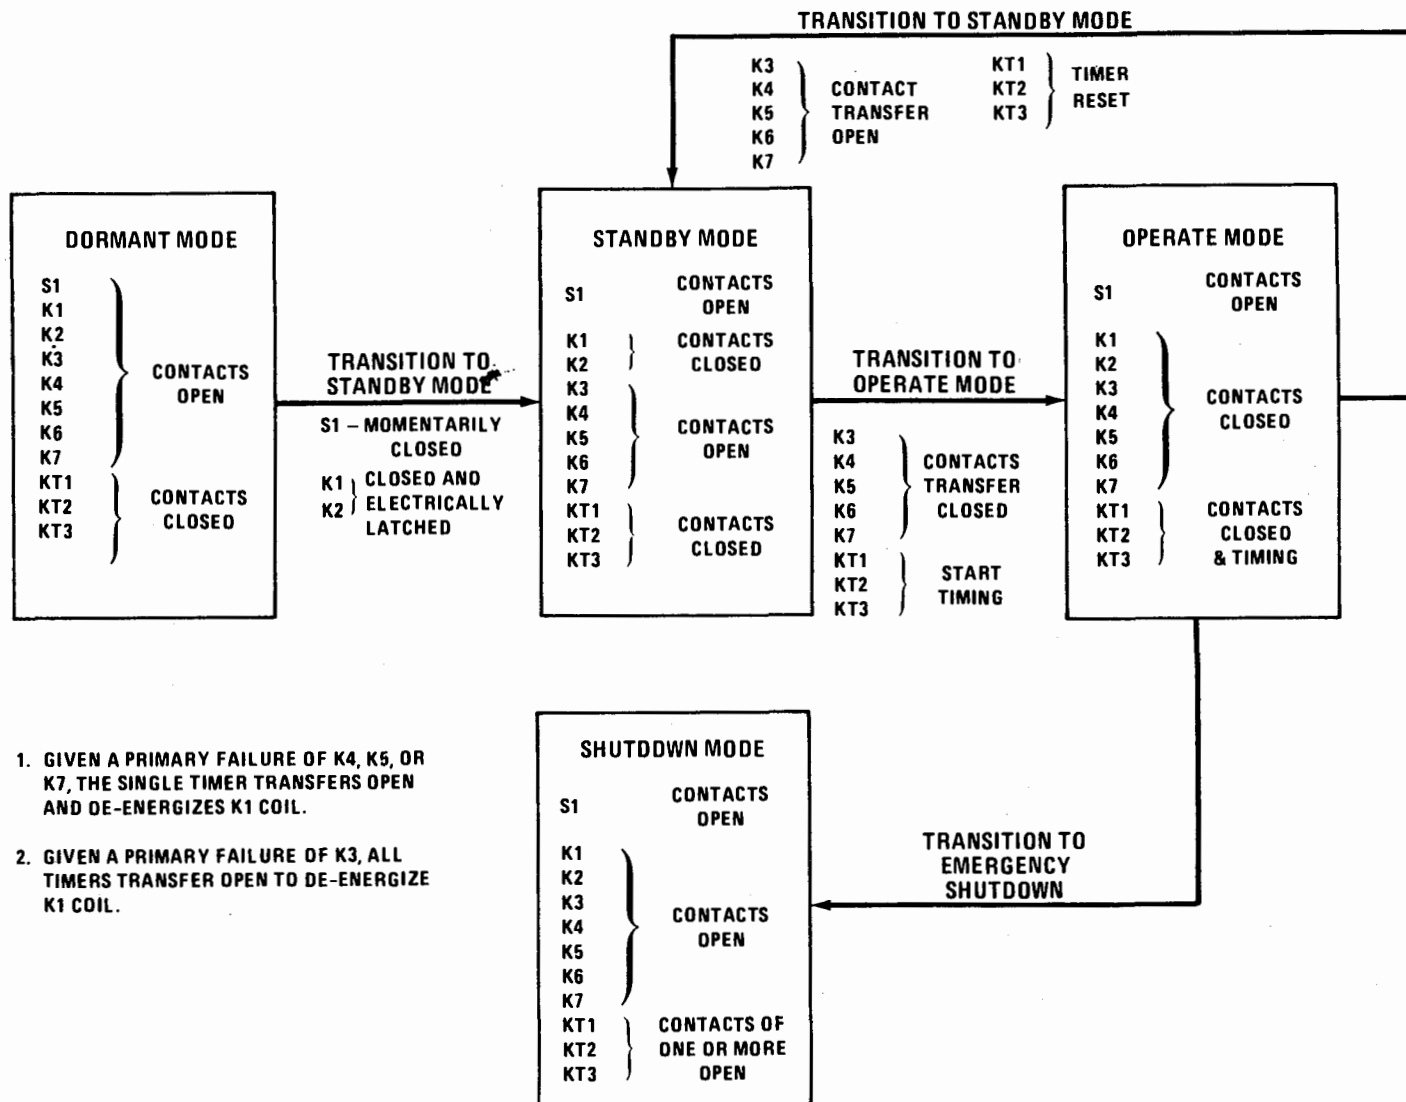 TRANSITION TO STANDBY MODE
K3
K4
K5
K6
K7
CONTACT
TRANSFER
OPEN
KT1
KT2
KT3
TIMER
RESET
DORMANT MODE
S1
K1
K2
K3
K4
K5
K6
K7
CONTACTS
OPEN
KT1
KT2
KT3
CONTACTS
CLOSED
TRANSITION TO
STANDBY MODE
S1 – MOMENTARILY
CLOSED
K1
K2
CLOSED AND
ELECTRICALLY
LATCHED
STANDBY MODE
S1
CONTACTS
OPEN
K1
K2
CONTACTS
CLOSED
K3
K4
K5
K6
K7
CONTACTS
OPEN
KT1
KT2
KT3
CONTACTS
CLOSED
TRANSITION TO
OPERATE MODE
K3
K4
K5
K6
K7
CONTACTS
TRANSFER
CLOSED
KT1
KT2
KT3
START
TIMING
OPERATE MODE
S1
CONTACTS
OPEN
K1
K2
K3
K4
K5
K6
K7
CONTACTS
CLOSED
KT1
KT2
KT3
CONTACTS
CLOSED
& TIMING
1. GIVEN A PRIMARY FAILURE OF K4, K5, OR
K7, THE SINGLE TIMER TRANSFERS OPEN
AND DE-ENERGIZES K1 COIL.
2. GIVEN A PRIMARY FAILURE OF K3, ALL
TIMERS TRANSFER OPEN TO DE-ENERGIZE
K1 COIL.
SHUTDOWN MODE
S1
CONTACTS
OPEN
K1
K2
K3
K4
K5
K6
K7
CONTACTS
OPEN
KT1
KT2
KT3
CONTACTS OF
ONE OR MORE
OPEN
TRANSITION TO
EMERGENCY
SHUTDOWN